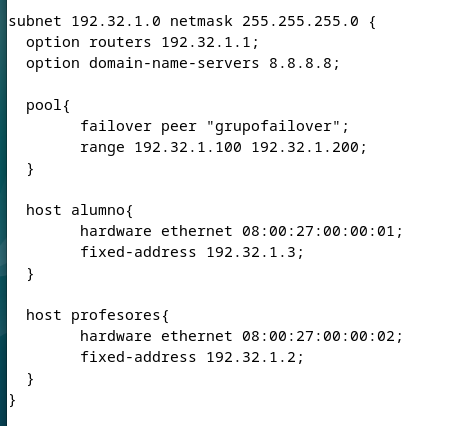 subnet 192.32.1.0 netmask 255.255.255.0 {
option routers 192.32.1.1;
option domain-name-servers 8.8.8.8;
pool{
failover peer "grupofailover";
range 192.32.1.100 192.32.1.200;
}
host alumno{
hardware ethernet 08:00:27:00:00:01;
fixed-address 192.32.1.3;
}
host profesores{
hardware ethernet 08:00:27:00:00:02;
fixed-address 192.32.1.2;
}
}